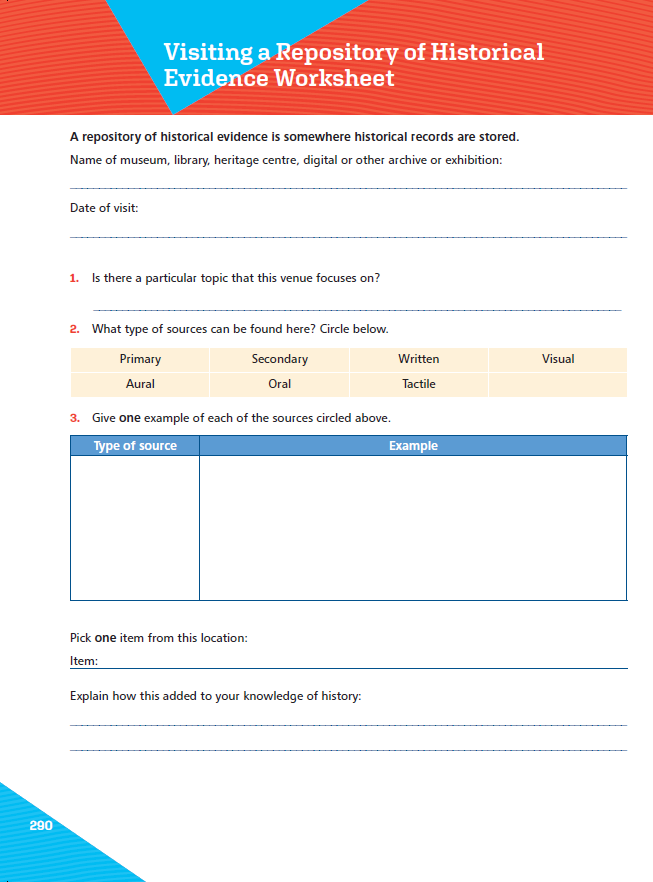 Visiting a Repository of Historical
Evidence Worksheet
A repository of historical evidence is somewhere historical records are stored.
Name of museum, library, heritage centre, digital or other archive or exhibition:
Date of visit:
1. Is there a particular topic that this venue focuses on?
2. What type of sources can be found here? Circle below.
Primary Secondary Written Visual
Aural Oral Tactile
3. Give one example of each of the sources circled above.
Type of source Example
Pick one item from this location:
Item:
Explain how this added to your knowledge of history:
290